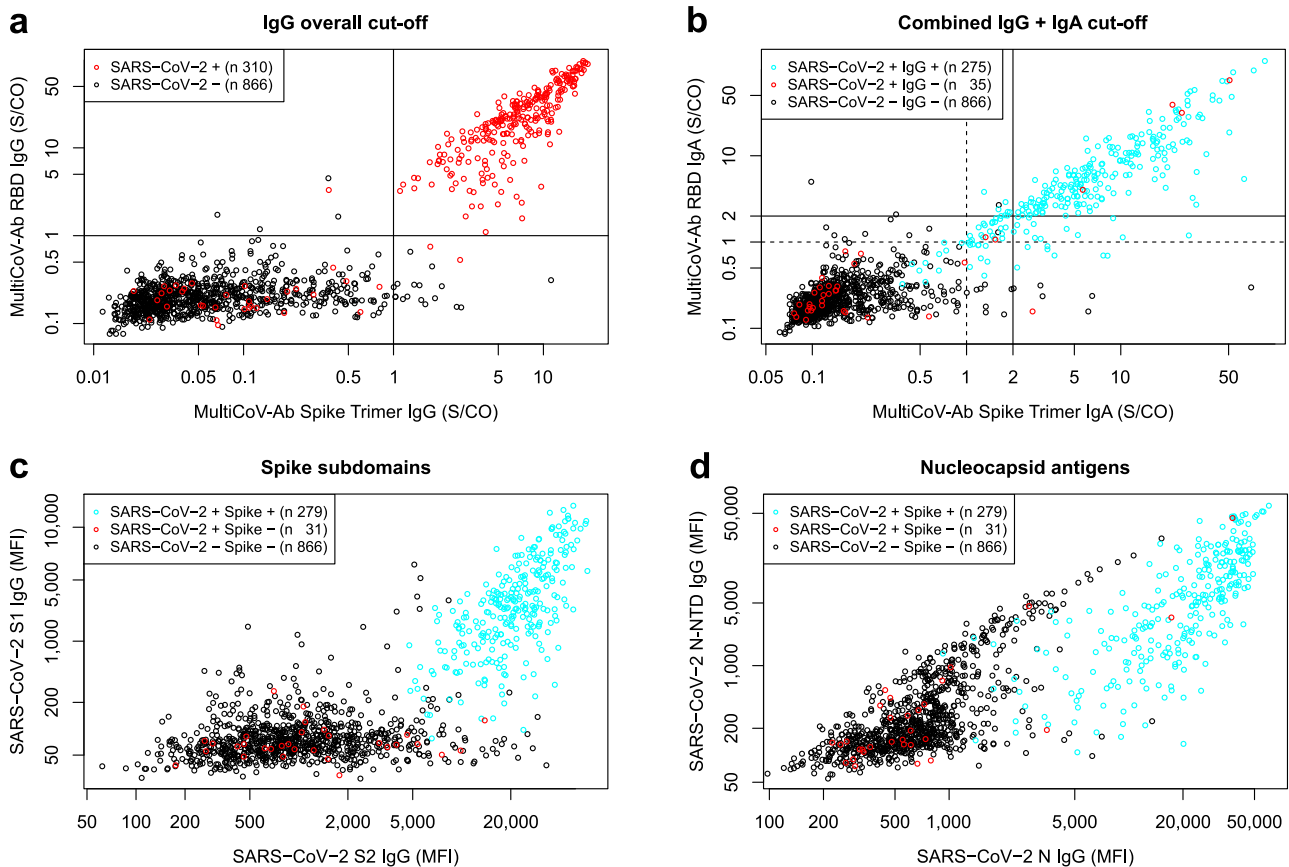 a
IgG overall cut-off
SARS−CoV−2 + (n 310)
SARS−CoV−2 − (n 866)
MultiCoV-Ab RBD IgG (S/CO)
50
10
5
1
0.5
0.1
0.01
0.05
0.1
0.5
1
5
10
MultiCoV-Ab Spike Trimer IgG (S/CO)
b
Combined IgG + IgA cut-off
SARS−CoV−2 + IgG + (n 275)
SARS−CoV−2 + IgG − (n 35)
SARS−CoV−2 − IgG − (n 866)
MultiCoV-Ab RBD IgA (S/CO)
50
10
5
2
1
0.5
0.1
0.05
0.1
0.5
1
2
5
10
50
MultiCoV-Ab Spike Trimer IgA (S/CO)
c
Spike subdomains
SARS−CoV−2 + Spike + (n 279)
SARS−CoV−2 + Spike − (n 31)
SARS−CoV−2 − Spike − (n 866)
SARS−CoV−2 S1 IgG (MFI)
10,000
5,000
1,000
200
50
50
100
200
500
2,000
5,000
20,000
SARS−CoV−2 S2 IgG (MFI)
d
Nucleocapsid antigens
SARS−CoV−2 + Spike + (n 279)
SARS−CoV−2 + Spike − (n 31)
SARS−CoV−2 − Spike − (n 866)
SARS−CoV−2 N−NTD IgG (MFI)
50,000
5,000
1,000
200
50
100
200
500
1,000
5,000
20,000
50,000
SARS−CoV−2 N IgG (MFI)